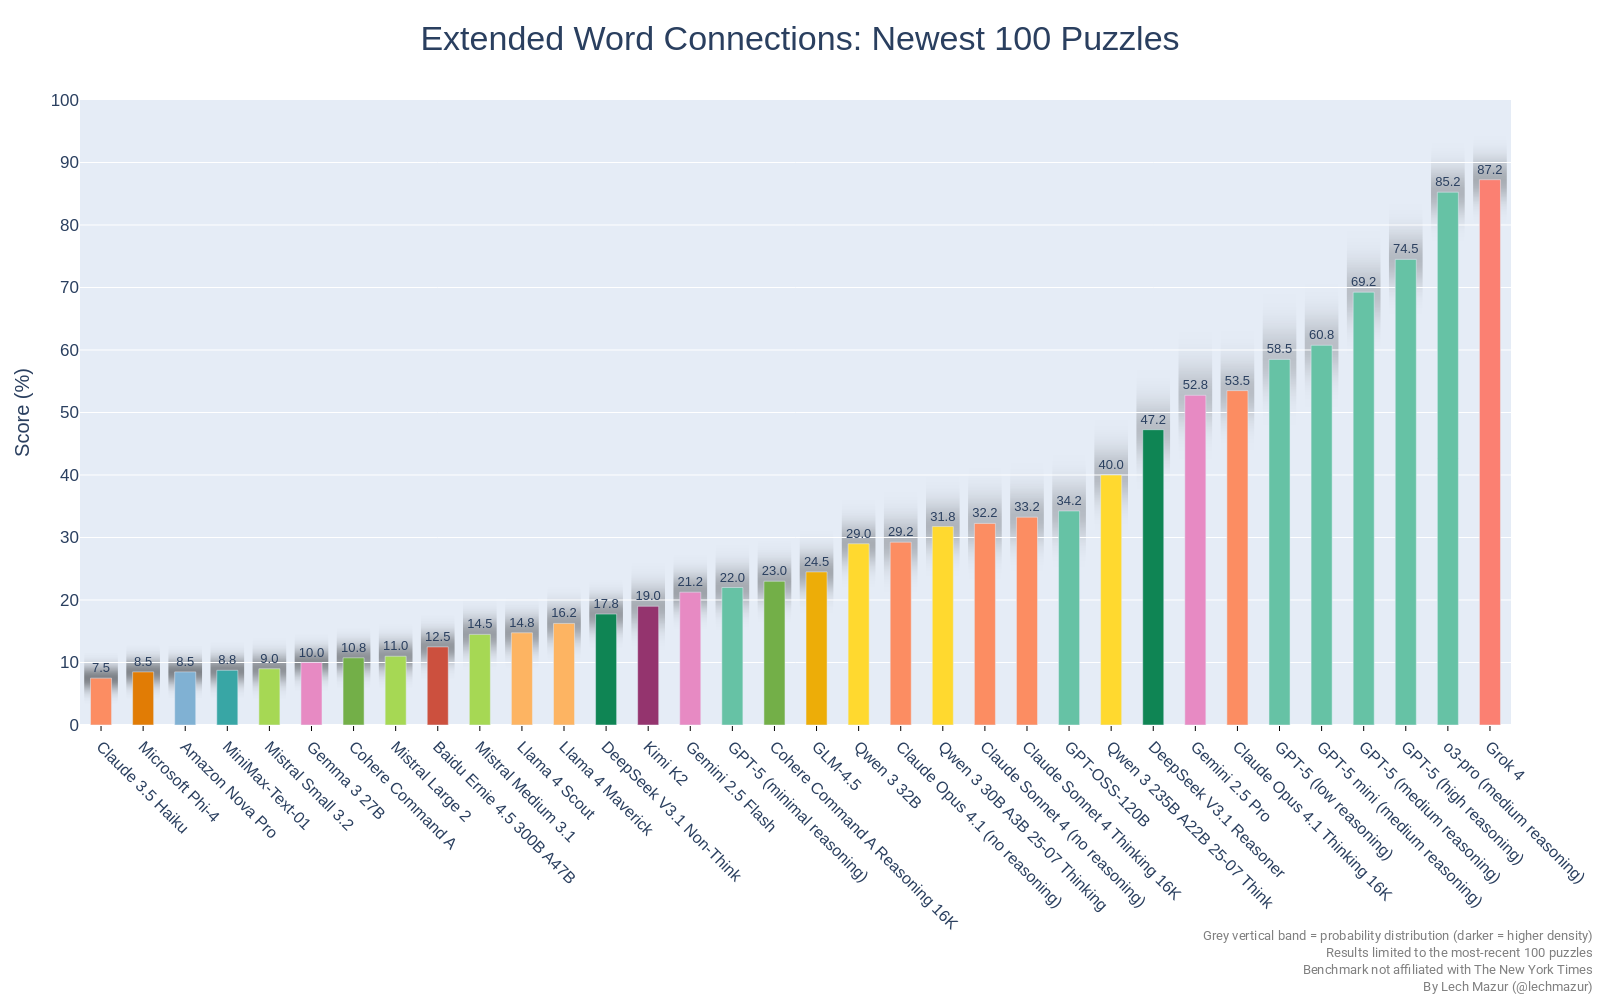 Extended Word Connections: Newest 100 Puzzles
Score (%)
100
90
80
70
60
50
40
30
20
10
0
7.5
8.5
8.5
8.8
9.0
10.0
10.8
11.0
12.5
14.5
14.8
16.2
17.8
19.0
21.2
22.0
23.0
24.5
29.0
29.2
31.8
32.2
33.2
34.2
40.0
47.2
52.8
53.5
58.5
60.8
69.2
74.5
85.2
87.2
Claude 3.5 Haiku
Microsoft Phi-4
Amazon Nova Pro
MiniMax-Text-01
Mistral Small 3.2
Gemma 3 27B
Cohere Command A
Mistral Large 2
Baidu Ernie 4.5 300B A47B
Mistral Medium 3.1
Llama 4 Scout
Llama 4 Maverick
DeepSeek V3.1 Non-Think
Kimi K2
Gemini 2.5 Flash
GPT-5 (minimal reasoning)
Cohere Command A Reasoning 16K
GLM-4.5
Qwen 3 32B
Claude Opus 4.1 (no reasoning)
Qwen 3 30B A3B 25-07 Thinking
Claude Sonnet 4 (no reasoning)
Claude Sonnet 4 Thinking 16K
GPT-OSS-120B
Qwen 3 235B A22B 25-07 Think
DeepSeek V3.1 Reasoner
Gemini 2.5 Pro
Claude Opus 4.1 Thinking 16K
GPT-5 (low reasoning)
GPT-5 mini (medium reasoning)
GPT-5 (medium reasoning)
GPT-5 (high reasoning)
o3-pro (medium reasoning)
Grok 4
Grey vertical band = probability distribution (darker = higher density)
Results limited to the most-recent 100 puzzles
Benchmark not affiliated with The New York Times
By Lech Mazur (@lechmazur)